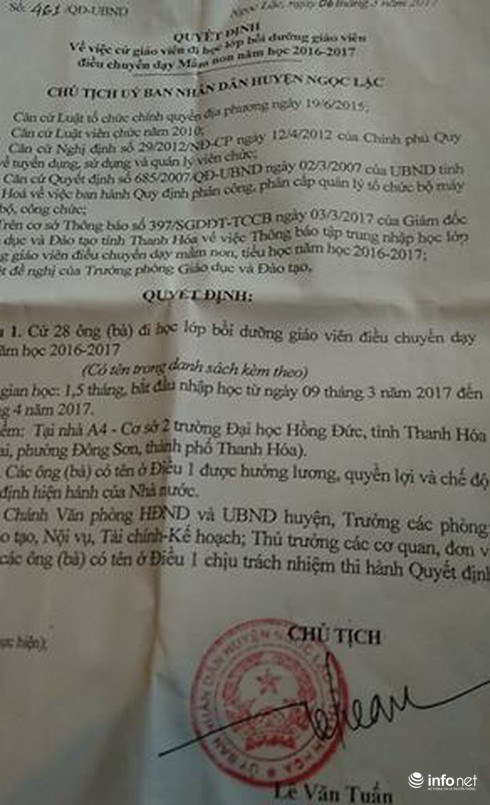 Số: 461 /QĐ-UBND
Ngọc Lặc, ngày 06 tháng 3 năm 2017
QUYẾT ĐỊNH
Về việc cử giáo viên đi học lớp bồi dưỡng giáo viên
điều chuyển dạy Mầm non năm học 2016-2017
CHỦ TỊCH UỶ BAN NHÂN DÂN HUYỆN NGỌC LẶC
Căn cứ Luật tổ chức chính quyền địa phương ngày 19/6/2015;
Căn cứ Luật viên chức năm 2010;
Căn cứ Nghị định số 29/2012/NĐ-CP ngày 12/4/2012 của Chính phủ Quy
về tuyển dụng, sử dụng và quản lý viên chức;
Căn cứ Quyết định số 685/2007/QĐ-UBND ngày 02/3/2007 của UBND tỉnh
Hoá về việc ban hành Quy định phân công, phân cấp quản lý tổ chức bộ máy
bộ, công chức;
Trên cơ sở Thông báo số 397/SGDĐT-TCCB ngày 03/3/2017 của Giám đốc
dục và Đào tạo tỉnh Thanh Hóa về việc Thông báo tập trung nhập học lớp
g giáo viên điều chuyển dạy mầm non, tiểu học năm học 2016-2017;
ét đề nghị của Trưởng phòng Giáo dục và Đào tạo,
QUYẾT ĐỊNH:
u 1. Cử 28 ông (bà) đi học lớp bồi dưỡng giáo viên điều chuyển dạy
ăm học 2016-2017
(Có tên trong danh sách kèm theo)
gian học: 1,5 tháng, bắt đầu nhập học từ ngày 09 tháng 3 năm 2017 đến
g 4 năm 2017.
ểm: Tại nhà A4 - Cơ sở 2 trường Đại học Hồng Đức, tỉnh Thanh Hóa
ai, phường Đông Sơn, thành phố Thanh Hóa).
. Các ông (bà) có tên ở Điều 1 được hưởng lương, quyền lợi và chế độ
định hiện hành của Nhà nước.
Chánh Văn phòng HĐND và UBND huyện, Trưởng các phòng:
o tạo, Nội vụ, Tài chính-Kế hoạch; Thủ trưởng các cơ quan, đơn v
các ông (bà) có tên ở Điều 1 chịu trách nhiệm thi hành Quyết định
ực hiện);
CHỦ TỊCH
Lê Văn Tuấn
infonet